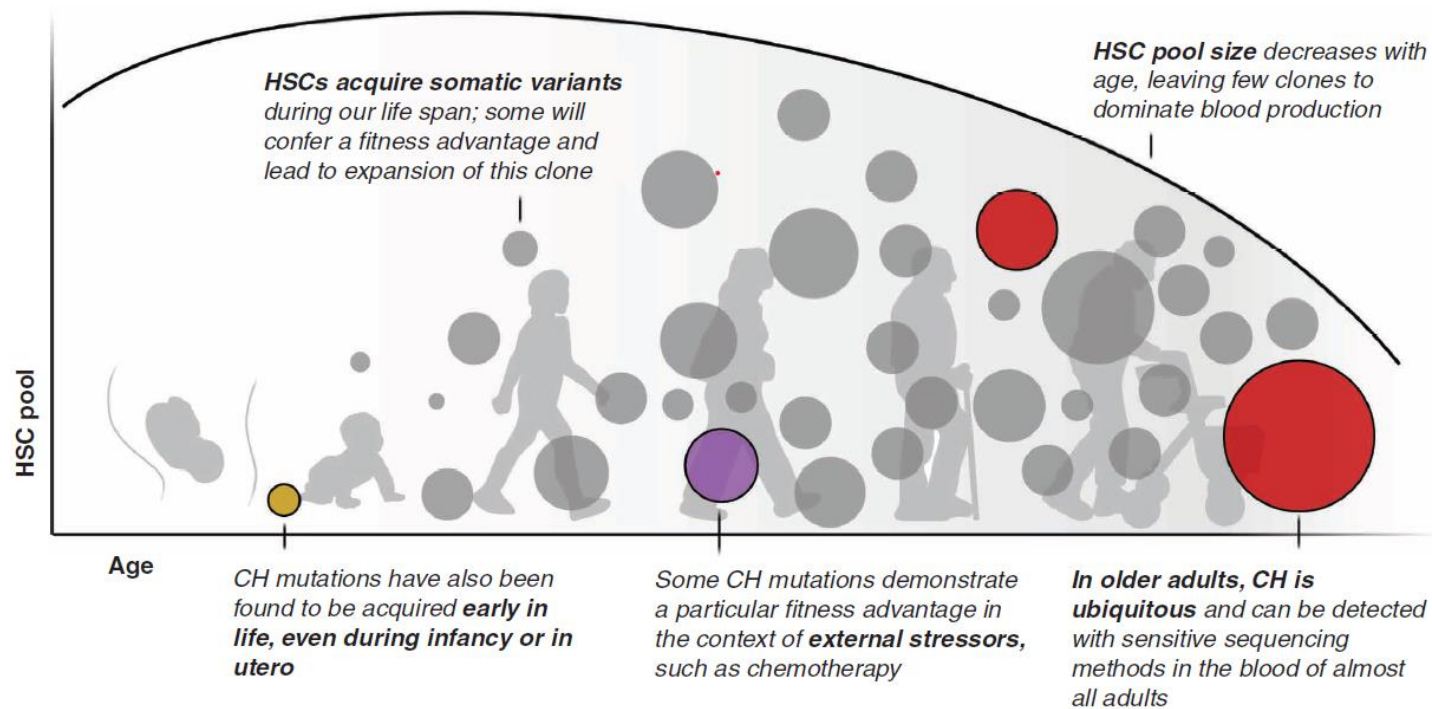 HSCs acquire somatic variants
during our life span; some will
confer a fitness advantage and
lead to expansion of this clone
HSC pool size decreases with
age, leaving few clones to
dominate blood production
HSC pool
Age
CH mutations have also been
found to be acquired early in
life, even during infancy or in
utero
Some CH mutations demonstrate
a particular fitness advantage in
the context of external stressors,
such as chemotherapy
In older adults, CH is
ubiquitous and can be detected
with sensitive sequencing
methods in the blood of almost
all adults